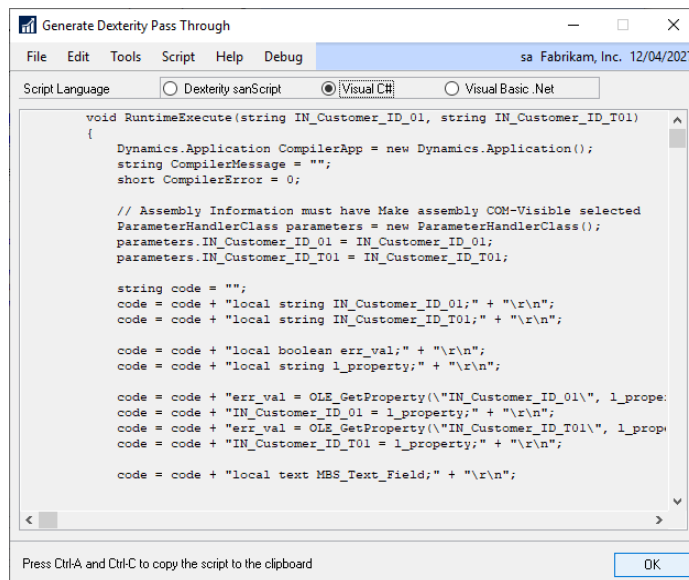 Generate Dexterity Pass Through
File Edit Tools Script Help Debug sa Fabrikam, Inc. 12/04/2027
Script Language Dexterity sanScript Visual C# Visual Basic .Net
void RuntimeExecute(string IN_Customer_ID_01, string IN_Customer_ID_T01)
{
Dynamics.Application CompilerApp = new Dynamics.Application();
string CompilerMessage = "";
short CompilerError = 0;
// Assembly Information must have Make assembly COM-Visible selected
ParameterHandlerClass parameters = new ParameterHandlerClass();
parameters.IN_Customer_ID_01 = IN_Customer_ID_01;
parameters.IN_Customer_ID_T01 = IN_Customer_ID_T01;
string code = "";
code = code + "local string IN_Customer_ID_01;" + "\r\n";
code = code + "local string IN_Customer_ID_T01;" + "\r\n";
code = code + "local boolean err_val;" + "\r\n";
code = code + "local string l_property;" + "\r\n";
code = code + "err_val = OLE_GetProperty(\"IN_Customer_ID_01\", l_proper
code = code + "IN_Customer_ID_01 = l_property;" + "\r\n";
code = code + "err_val = OLE_GetProperty(\"IN_Customer_ID_T01\", l_prope
code = code + "IN_Customer_ID_T01 = l_property;" + "\r\n";
code = code + "local text MBS_Text_Field;" + "\r\n";
Press Ctrl-A and Ctrl-C to copy the script to the clipboard
OK